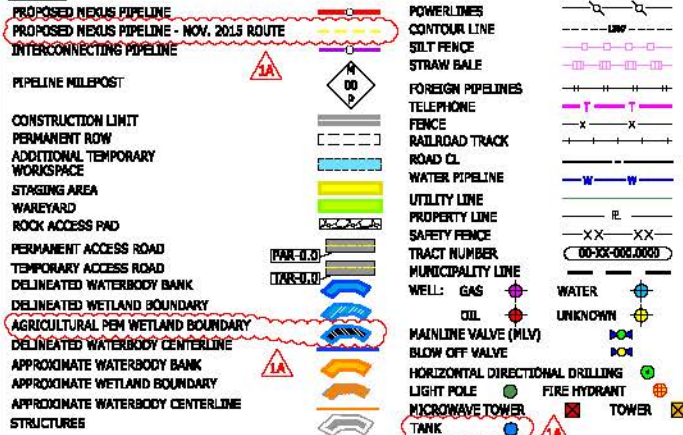 PROPOSED NEXUS PIPELINE
PROPOSED NEXUS PIPELINE - NOV. 2015 ROUTE
INTERCONNECTING PIPELINE
1A
PIPELINE MILEPOST
M
00
P
CONSTRUCTION LIMIT
PERMANENT ROW
ADDITIONAL TEMPORARY
WORKSPACE
STAGING AREA
WAREYARD
ROCK ACCESS PAD
PERMANENT ACCESS ROAD
PAR-0.0
TEMPORARY ACCESS ROAD
TAR-0.0
DELINEATED WATERBODY BANK
DELINEATED WETLAND BOUNDARY
AGRICULTURAL PEM WETLAND BOUNDARY
DELINEATED WATERBODY CENTERLINE
1A
APPROXIMATE WATERBODY BANK
APPROXIMATE WETLAND BOUNDARY
APPROXIMATE WATERBODY CENTERLINE
STRUCTURES
POWERLINES
CONTOUR LINE
SILT FENCE
STRAW BALE
FOREIGN PIPELINES
TELEPHONE T T
FENCE X X
RAILROAD TRACK
ROAD CL
WATER PIPELINE W W
UTILITY LINE
PROPERTY LINE
SAFETY FENCE XX XX
TRACT NUMBER 00-XX-000.0000
MUNICIPALITY LINE
WELL: GAS WATER
OIL UNKNOWN
MAINLINE VALVE (MLV)
BLOW OFF VALVE
HORIZONTAL DIRECTIONAL DRILLING
LIGHT POLE FIRE HYDRANT
MICROWAVE TOWER TOWER
TANK 1A